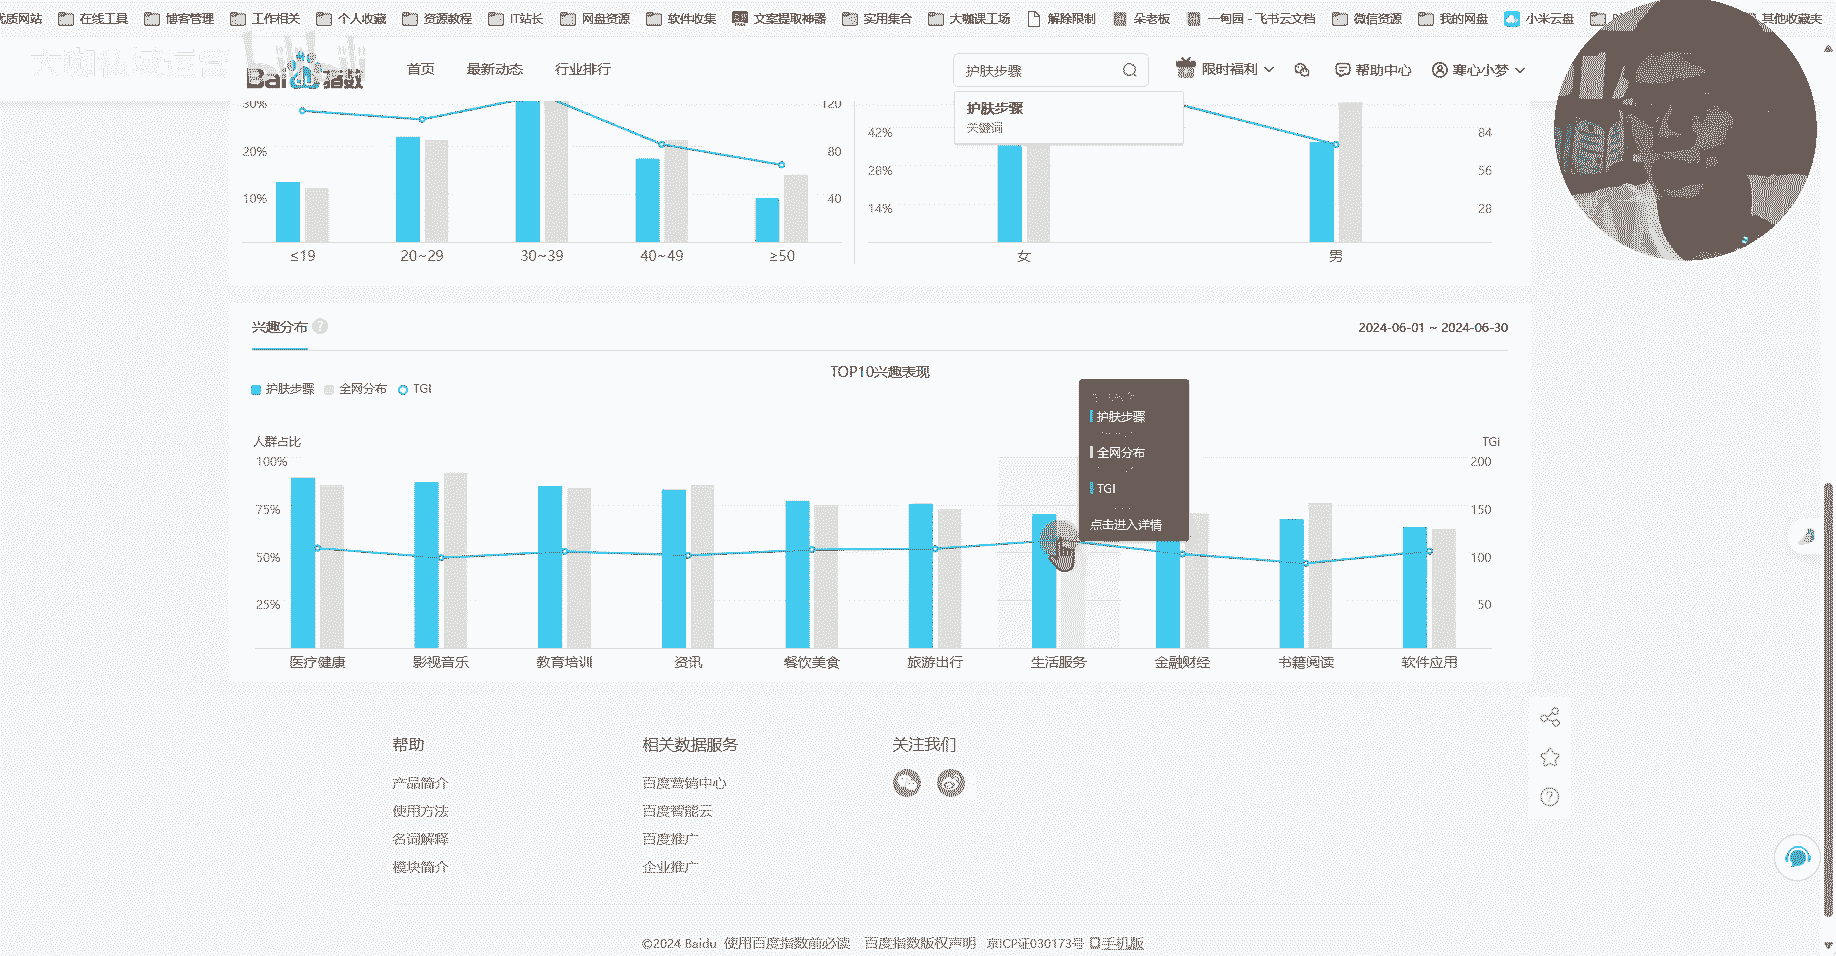 优质网站 在线工具 博客管理 工作相关 个人收藏 资源教程 IT站长 网盘资源 软件收集 文案提取神器 实用集合 大咖课工场 解除限制 朵老板 一甸园 - 飞书云文档 微信资源 我的网盘 小米云盘 其他收藏夹
大咖私域运营
Bai du 指数 首页 最新动态 行业排行 护肤步骤 限时福利 帮助中心 寒心小梦
护肤步骤
关键词
30% 120
20% 80
10% 40
≤19 20~29 30~39 40~49 ≥50
42% 84
28% 56
14% 28
女 男
兴趣分布 ? 2024-06-01 ~ 2024-06-30
TOP10兴趣表现
护肤步骤 全网分布 TGI
人群占比 TGI
100% 200
75% 150
50% 100
25% 50
护肤步骤
全网分布
TGI
点击进入详情
医疗健康 影视音乐 教育培训 资讯 餐饮美食 旅游出行 生活服务 金融财经 书籍阅读 软件应用
帮助 相关数据服务 关注我们
产品简介 百度营销中心
使用方法 百度智能云
名词解释 百度推广
模块简介 企业推广
©2024 Baidu 使用百度指数前必读 百度指数版权声明 京ICP证030173号 手机版